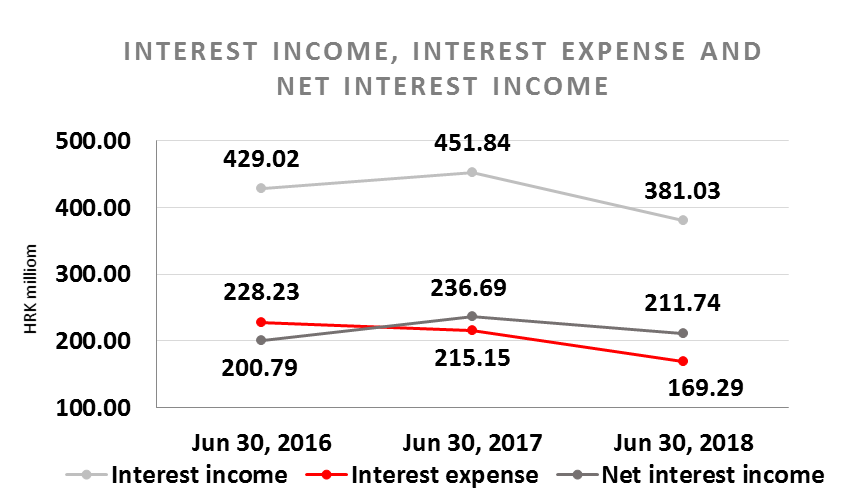 INTEREST INCOME, INTEREST EXPENSE AND
NET INTEREST INCOME
500.00
400.00
300.00
200.00
100.00
HRK milliom
429.02
451.84
381.03
228.23
236.69
211.74
200.79
215.15
169.29
Jun 30, 2016
Jun 30, 2017
Jun 30, 2018
Interest income
Interest expense
Net interest income